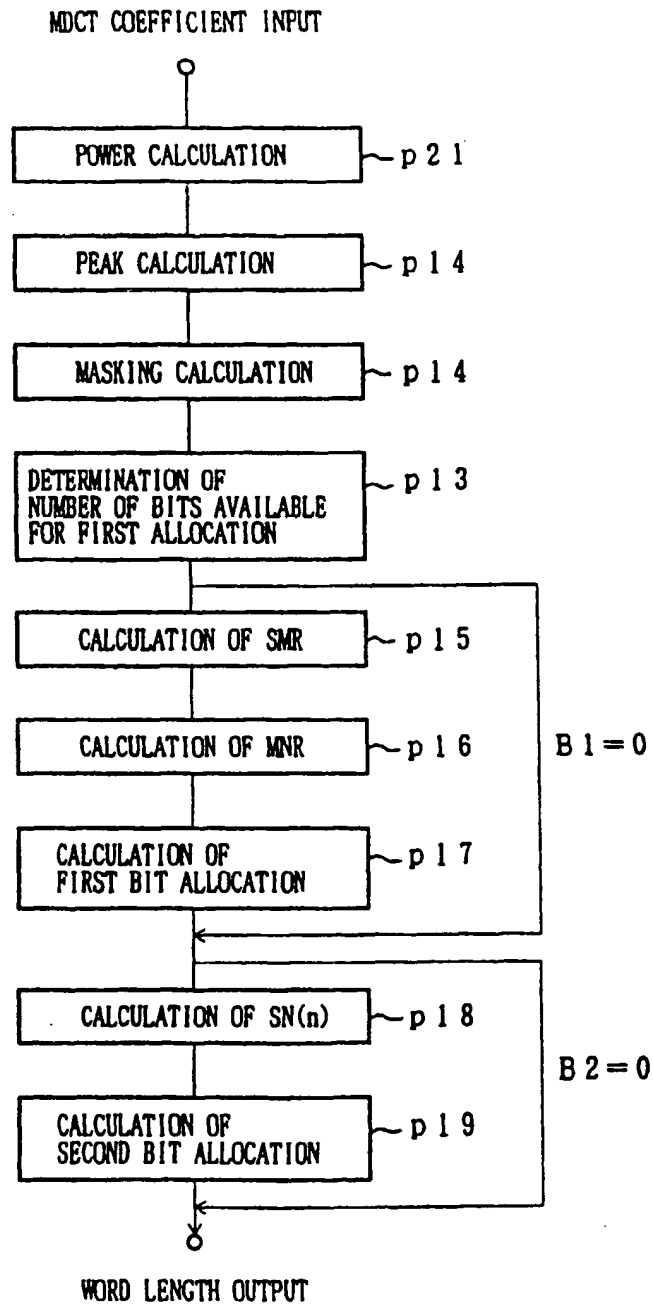 MDCT COEFFICIENT INPUT
POWER CALCULATION
p21
PEAK CALCULATION
p14
MASKING CALCULATION
p14
DETERMINATION OF
NUMBER OF BITS AVAILABLE
FOR FIRST ALLOCATION
p13
CALCULATION OF SMR
p15
CALCULATION OF MNR
p16
B1=0
CALCULATION OF
FIRST BIT ALLOCATION
p17
CALCULATION OF SN(n)
p18
B2=0
CALCULATION OF
SECOND BIT ALLOCATION
p19
WORD LENGTH OUTPUT